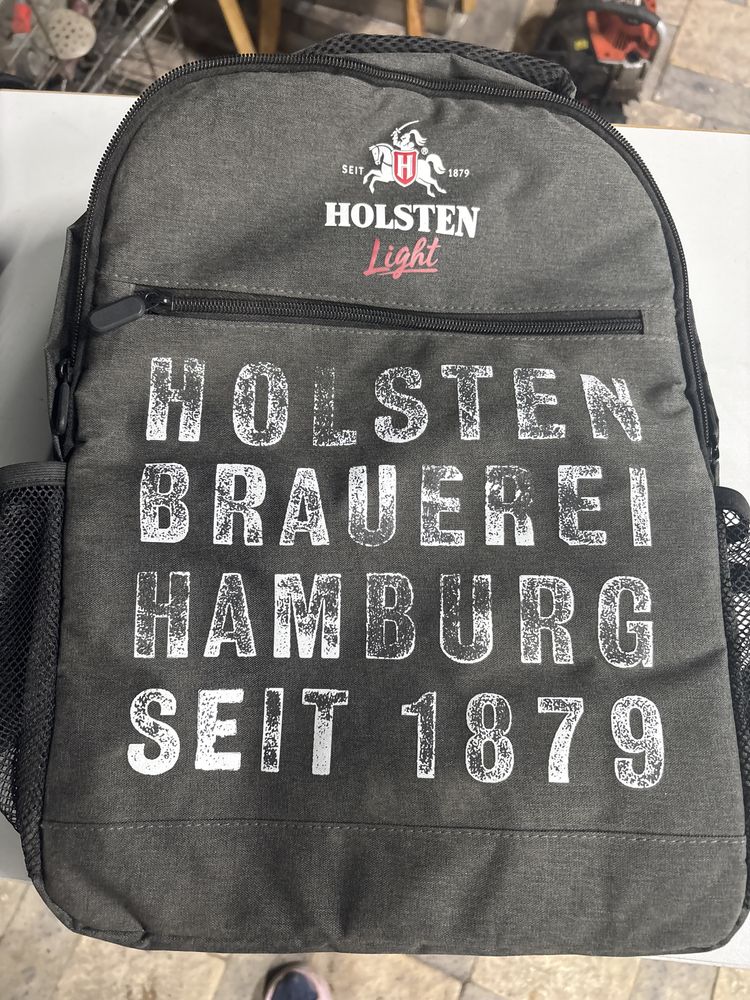 SEIT H ® 1879
HOLSTEN
Light
HOLSTEN
BRAUEREI
HAMBURG
SEIT 1879